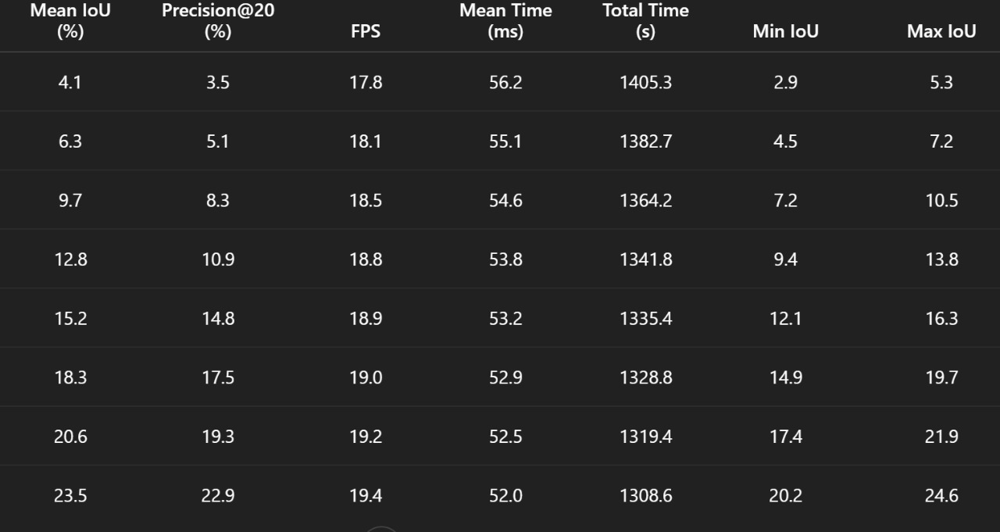 Mean IoU (%) Precision@20 (%) FPS Mean Time (ms) Total Time (s) Min IoU Max IoU
4.1 3.5 17.8 56.2 1405.3 2.9 5.3
6.3 5.1 18.1 55.1 1382.7 4.5 7.2
9.7 8.3 18.5 54.6 1364.2 7.2 10.5
12.8 10.9 18.8 53.8 1341.8 9.4 13.8
15.2 14.8 18.9 53.2 1335.4 12.1 16.3
18.3 17.5 19.0 52.9 1328.8 14.9 19.7
20.6 19.3 19.2 52.5 1319.4 17.4 21.9
23.5 22.9 19.4 52.0 1308.6 20.2 24.6